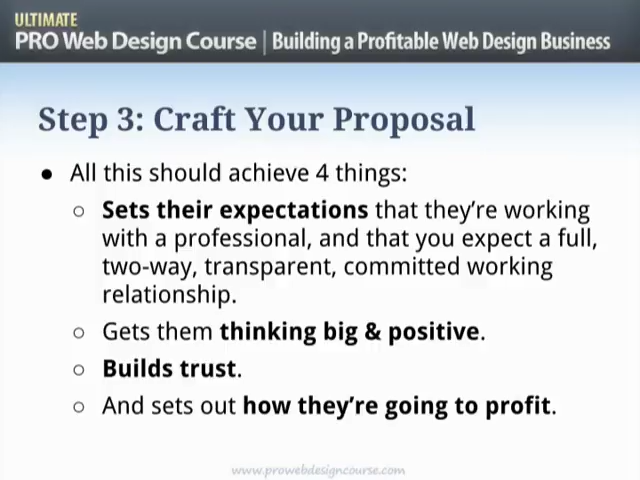 ULTIMATE
PRO Web Design Course | Building a Profitable Web Design Business
Step 3: Craft Your Proposal
● All this should achieve 4 things:
○ Sets their expectations that they're working
with a professional, and that you expect a full,
two-way, transparent, committed working
relationship.
○ Gets them thinking big & positive.
○ Builds trust.
○ And sets out how they're going to profit.
www.prowebdesigncourse.com